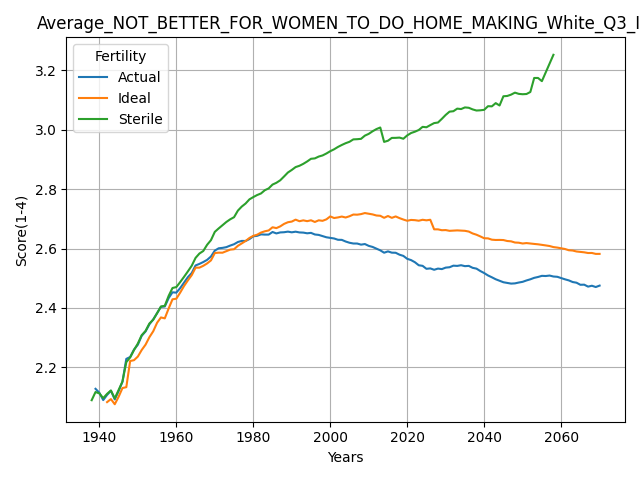 Average_NOT_BETTER_FOR_WOMEN_TO_DO_HOME_MAKING_White_Q3_I
Fertility
Actual
Ideal
Sterile
3.2
3.0
2.8
2.6
2.4
2.2
Score(1-4)
1940 1960 1980 2000 2020 2040 2060
Years